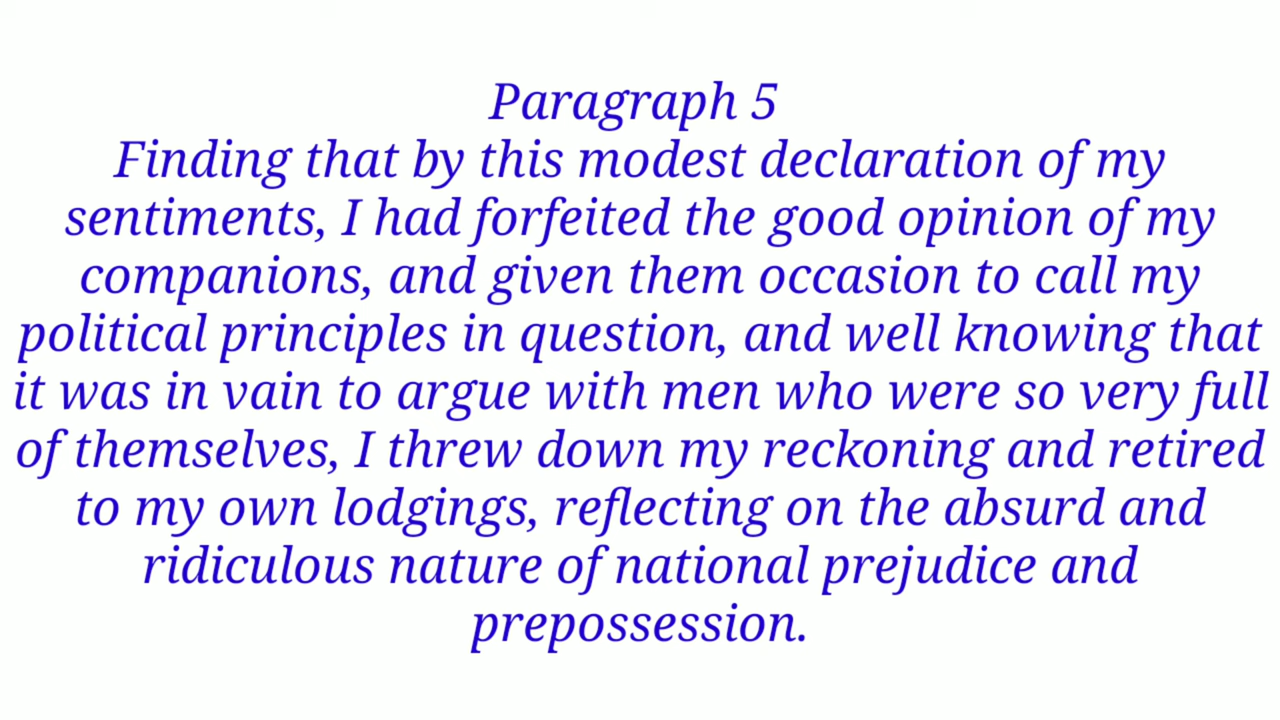 Paragraph 5
Finding that by this modest declaration of my
sentiments, I had forfeited the good opinion of my
companions, and given them occasion to call my
political principles in question, and well knowing that
it was in vain to argue with men who were so very full
of themselves, I threw down my reckoning and retired
to my own lodgings, reflecting on the absurd and
ridiculous nature of national prejudice and
prepossession.